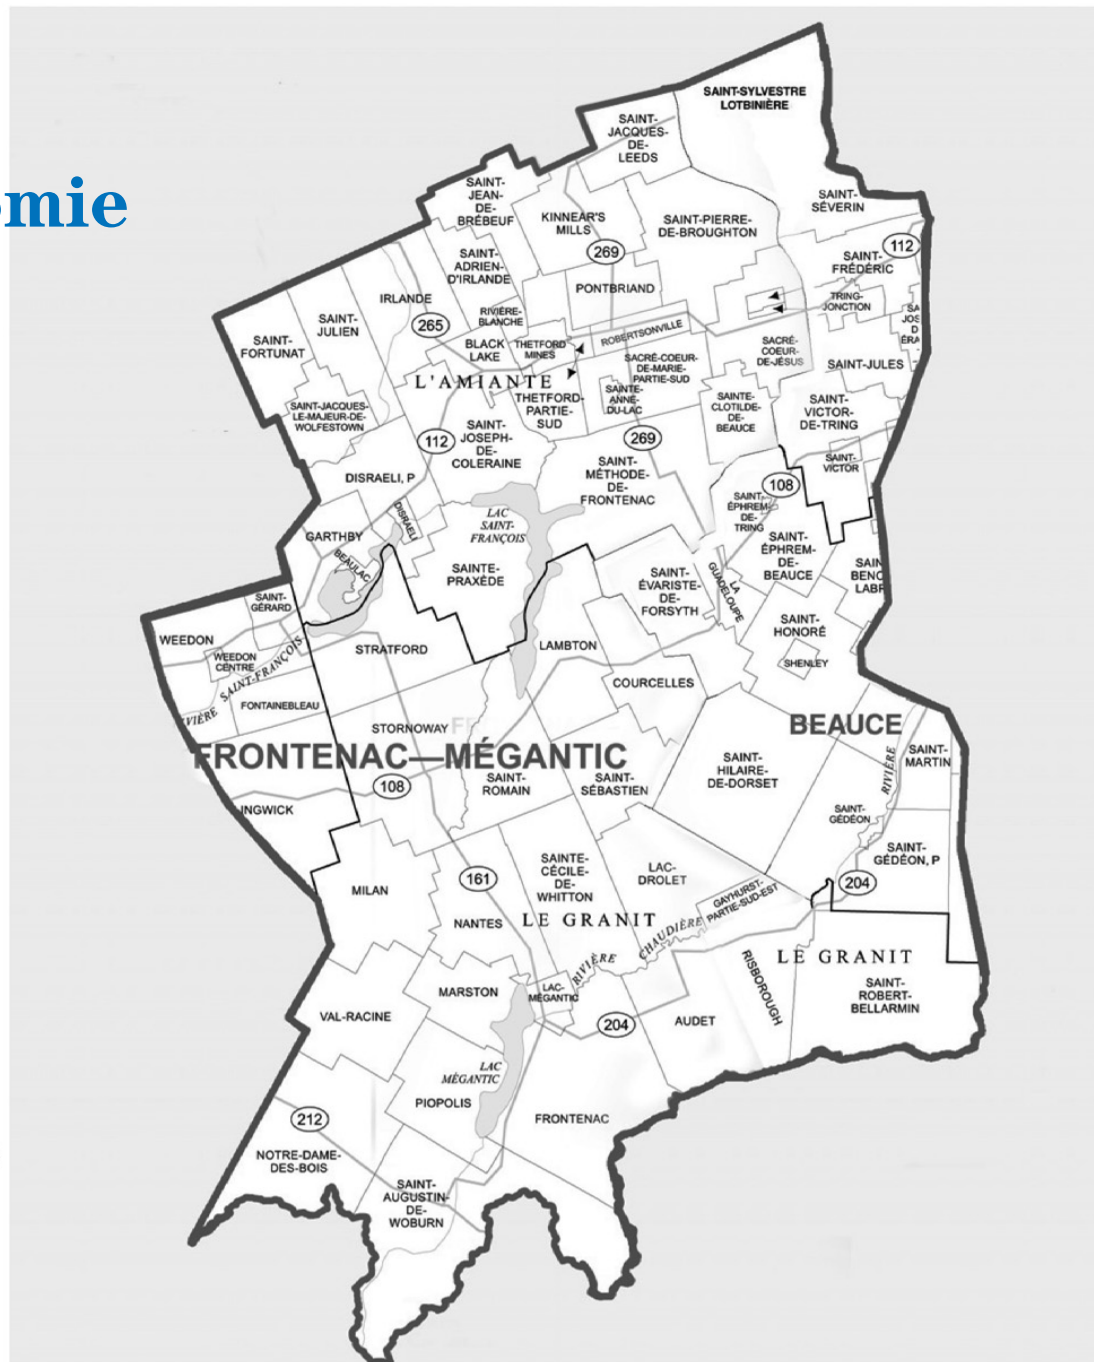 omie
SAINT-SYLVESTRE
LOTBINIÈRE
SAINT-
JACQUES-
DE-
LEEDS
SAINT-
JEAN-
DE-
BRÉBEUF
KINNEAR'S
MILLS
SAINT-PIERRE-
DE-BROUGHTON
SAINT-
SÉVERIN
269
112
SAINT-
FRÉDÉRIC
SAINT-
ADRIEN-
D'IRLANDE
PONTBRIAND
TRING-
JONCTION
IRLANDE
265
RIVIÈRE-
BLANCHE
SAINT-
JULIEN
SAINT-
FORTUNAT
BLACK
LAKE
THETFORD
MINES
ROBERTSONVILLE
SACRÉ-
COEUR-
DE-JÉSUS
SACRÉ-COEUR-
DE-MARIE-
PARTIE-SUD
SAINT-JULES
L'AMIANTE
SAINTE-
ANNE-
DU-LAC
THETFORD-
PARTIE-
SUD
SAINTE-
CLOTILDE-
DE-
BEAUCE
SAINT-
VICTOR-
DE-TRING
SAINT-JACQUES-
LE-MAJEUR-DE-
WOLFESTOWN
112
SAINT-
JOSEPH-
DE-
COLERAINE
269
SAINT-
VICTOR
SAINT-
MÉTHODE-
DE-
FRONTENAC
DISRAELI, P
108
SAINT-
ÉPHREM-
DE-
TRING
DISRAELI
LAC
SAINT-
FRANÇOIS
GARTHBY
SAINT-
ÉPHREM-
DE-
BEAUCE
BEAULAC
SAINTE-
PRAXÈDE
SAINT-
ÉVARISTE-
DE-
FORSYTH
LA
GUADELOUPE
SAINT-
GÉRARD
SAINT-
HONORÉ
WEEDON
STRATFORD
LAMBTON
WEEDON
CENTRE
SHENLEY
SAINT-FRANÇOIS
COURCELLES
FONTAINEBLEAU
STORNOWAY
BEAUCE
FRONTENAC—MÉGANTIC
SAINT-
MARTIN
RIVIÈRE
SAINT-
HILAIRE-
DE-DORSET
SAINT-
ROMAIN
SAINT-
SÉBASTIEN
108
INGWICK
SAINT-
GÉDÉON
SAINT-
GÉDÉON, P
SAINTE-
CÉCILE-
DE-
WHITTON
LAC-
DROLET
161
204
MILAN
GAYHURST-
PARTIE-SUD-EST
NANTES
LE GRANIT
CHAUDIÈRE
RIVIÈRE
LE GRANIT
MARSTON
LAC-
MÉGANTIC
RISBOROUGH
SAINT-
ROBERT-
BELLARMIN
VAL-RACINE
204
AUDET
LAC
MÉGANTIC
PIOPOLIS
212
FRONTENAC
NOTRE-DAME-
DES-BOIS
SAINT-
AUGUSTIN-
DE-
WOBURN